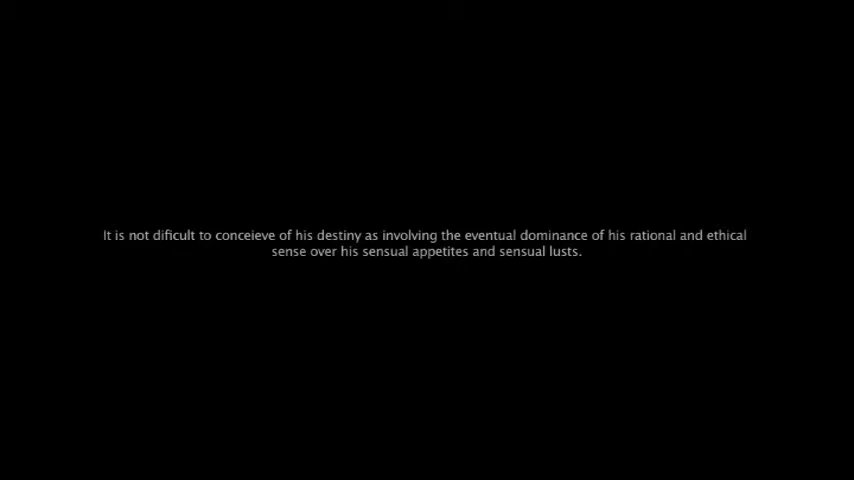 It is not dificult to conceieve of his destiny as involving the eventual dominance of his rational and ethical
sense over his sensual appetites and sensual lusts.